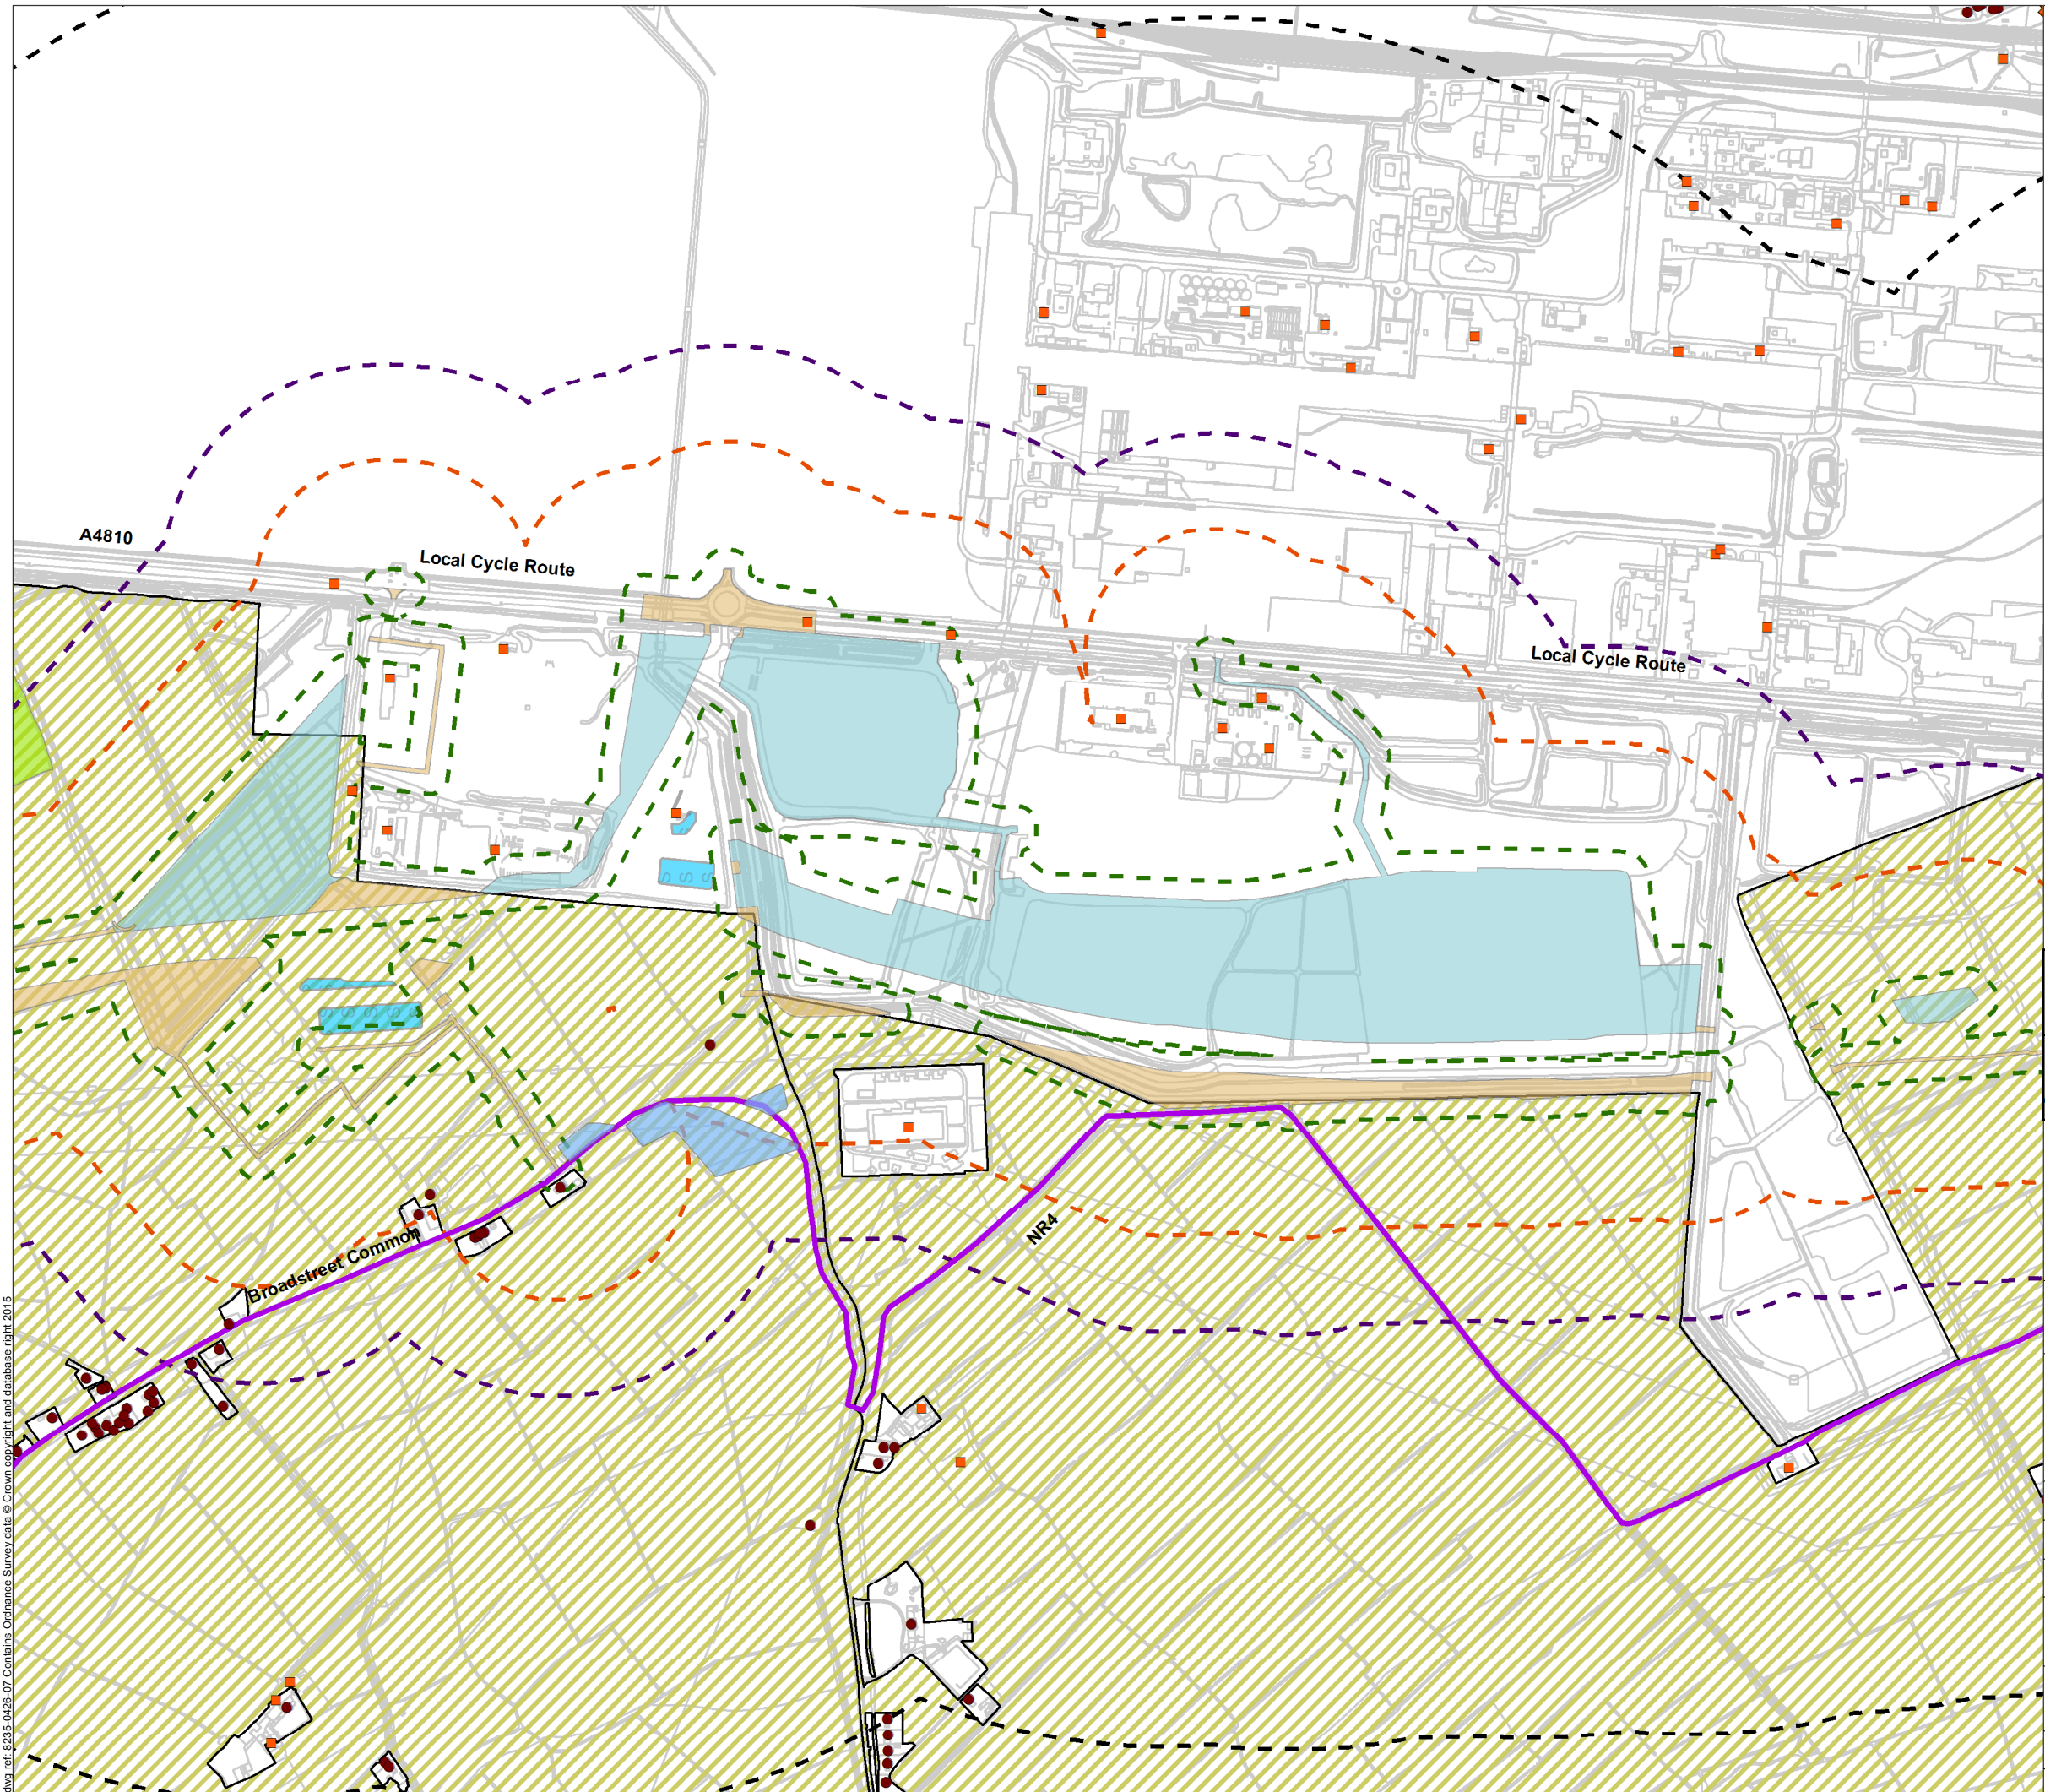 A4810
Local Cycle Route
Local Cycle Route
NR4
Broadstreet Common
S S S
S S S S S
dwg ref: 8235-0426-07 Contains Ordnance Survey data © Crown copyright and database right 2015